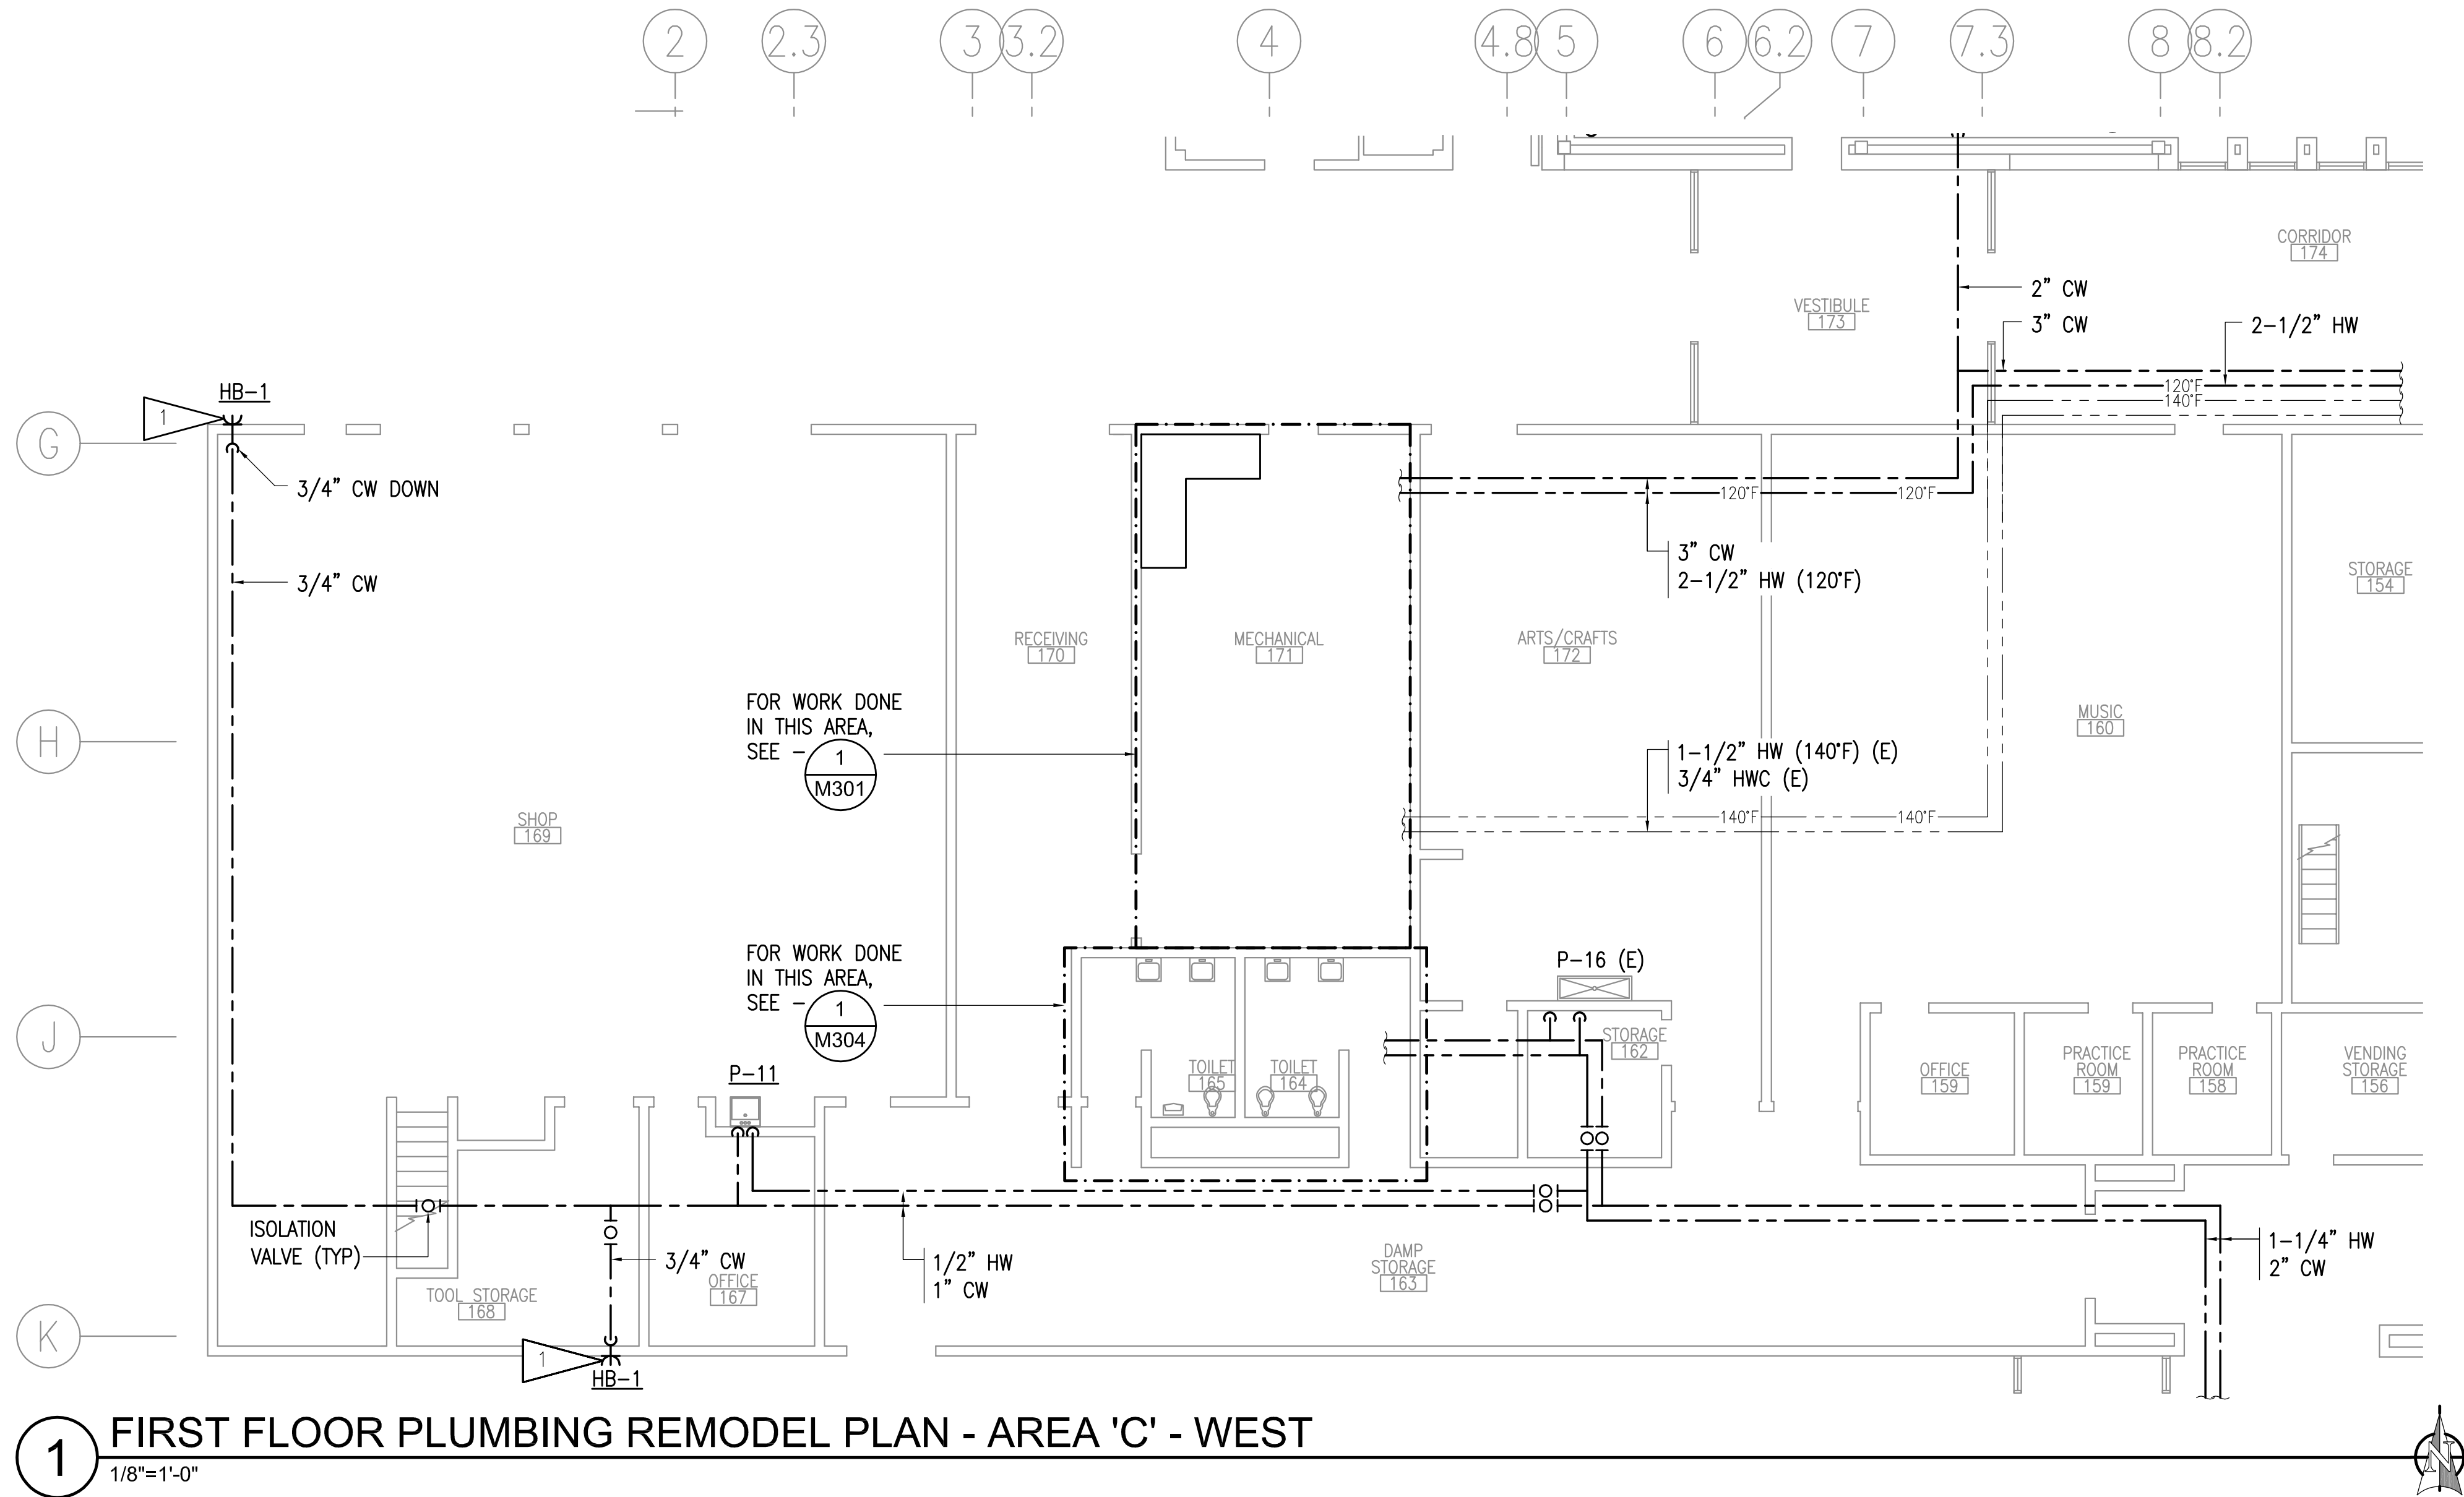 2
2.3
3
3.2
4
4.8
5
6
6.2
7
7.3
8
8.2
CORRIDOR
174
2” CW
VESTIBULE
173
3” CW
2-1/2” HW
HB-1
1
120°F
140°F
G
3/4” CW DOWN
120°F
120°F
3” CW
2-1/2” HW (120°F)
3/4” CW
STORAGE
154
RECEIVING
170
MECHANICAL
171
ARTS/CRAFTS
172
FOR WORK DONE
IN THIS AREA,
SEE -
1
M301
H
MUSIC
160
1-1/2” HW (140°F) (E)
3/4” HWC (E)
140°F
140°F
SHOP
169
FOR WORK DONE
IN THIS AREA,
SEE -
1
M304
P-16 (E)
J
STORAGE
162
P-11
TOILET
165
TOILET
164
OFFICE
159
PRACTICE
ROOM
159
PRACTICE
ROOM
158
VENDING
STORAGE
156
ISOLATION
VALVE (TYP)
3/4” CW
OFFICE
167
1/2” HW
1” CW
DAMP
STORAGE
163
1-1/4” HW
2” CW
TOOL STORAGE
168
K
1
HB-1
1
FIRST FLOOR PLUMBING REMODEL PLAN - AREA 'C' - WEST
1/8"=1'-0"
N